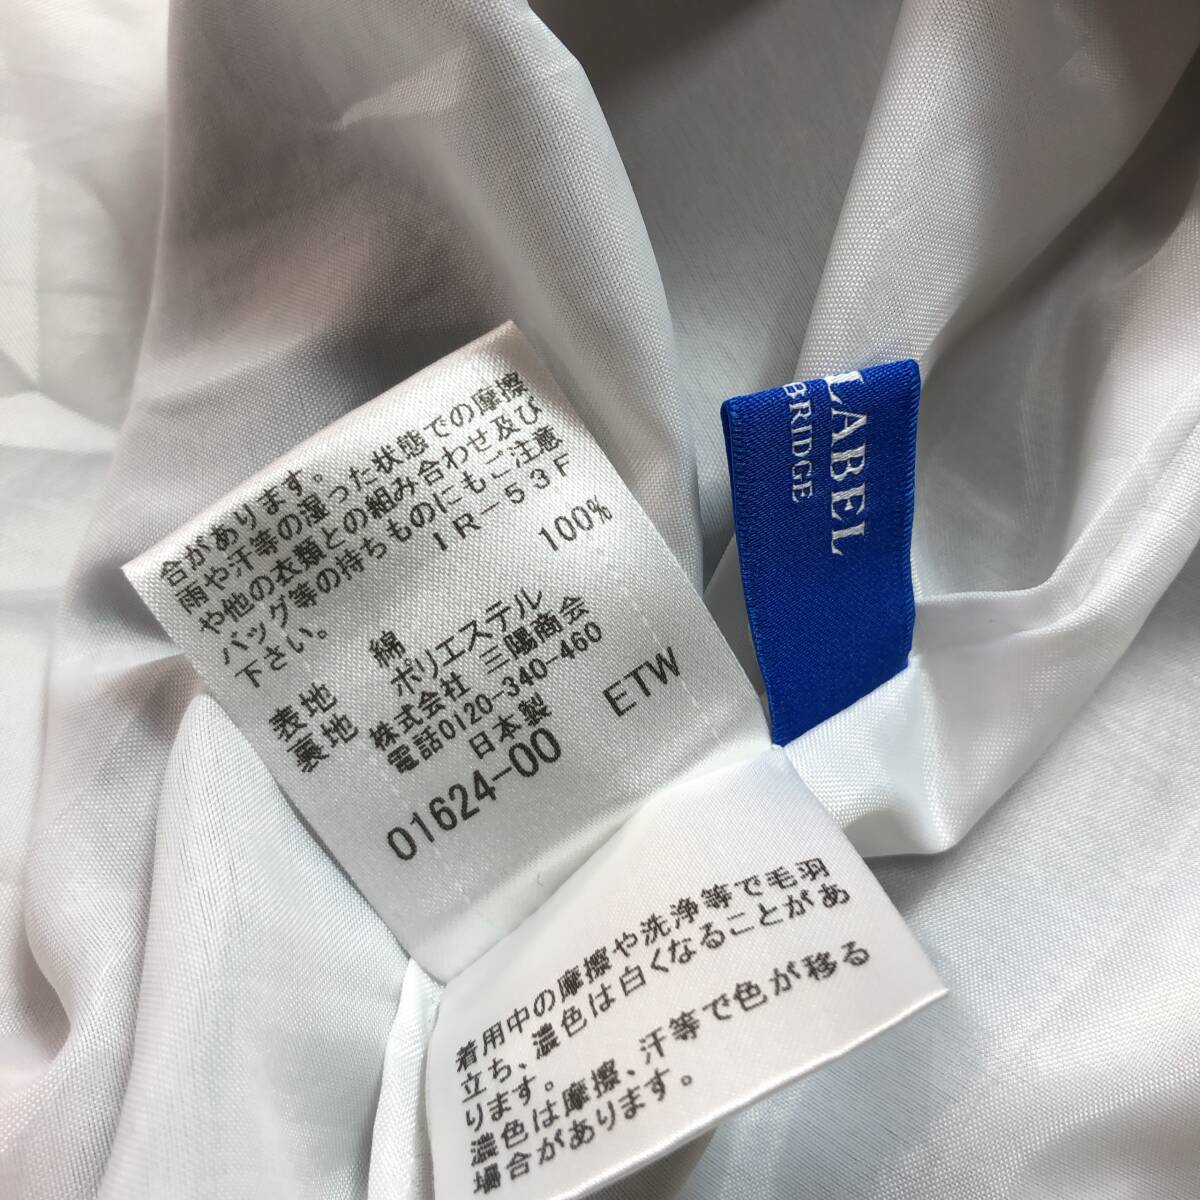 合があります。
雨や汗等の湿った状態での摩擦
や他の衣類との組み合わせ及び
バッグ等の持ちものにもご注意
下さい。
IR-53F
表地 綿 100%
裏地 ポリエステル
株式会社 三陽商会
電話0120-340-460
日本製
01624-00 ETW
LABEL
BRIDGE
着用中の摩擦や洗浄等で毛羽
立ち、濃色は白くなることがあ
ります。
濃色は摩擦、汗等で色が移る
場合があります。